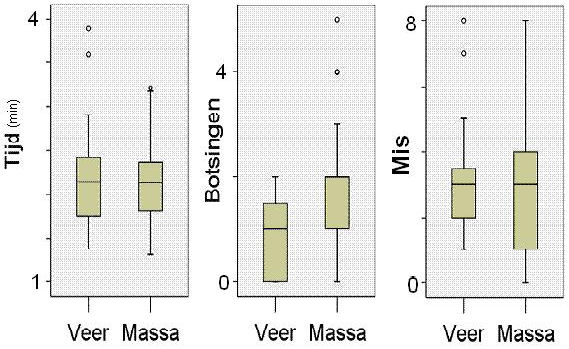 4
1
Tijd (min)
Veer Massa
4
0
Botsingen
Veer Massa
8
0
Mis
Veer Massa